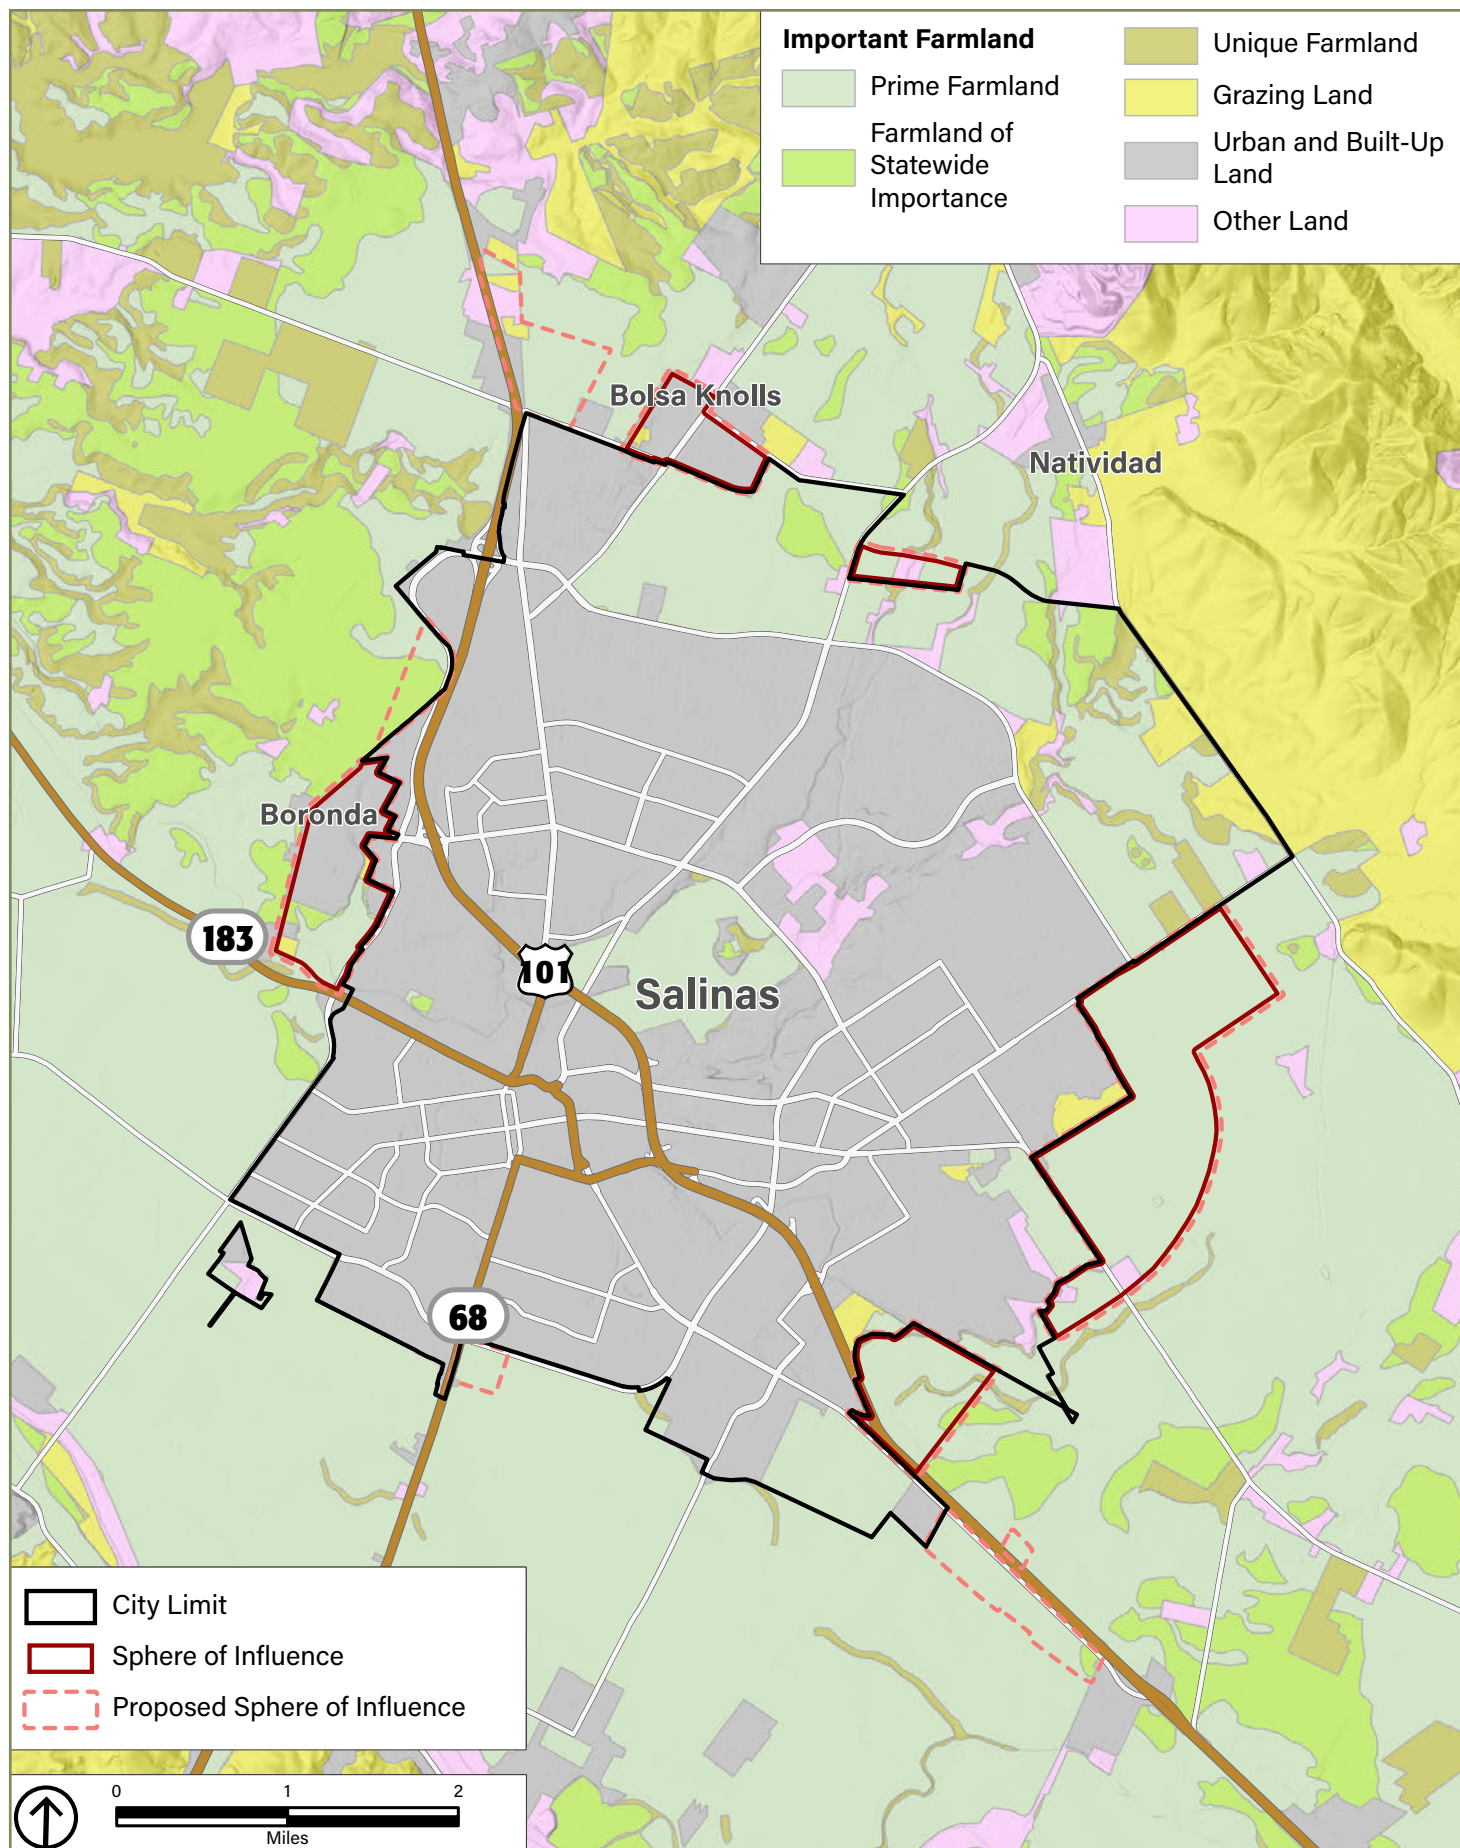 Important Farmland
Prime Farmland
Farmland of
Statewide
Importance
Unique Farmland
Grazing Land
Urban and Built-Up
Land
Other Land
Bolsa Knolls
Natividad
Boronda
183
101
Salinas
68
City Limit
Sphere of Influence
Proposed Sphere of Influence
0 1 2
Miles